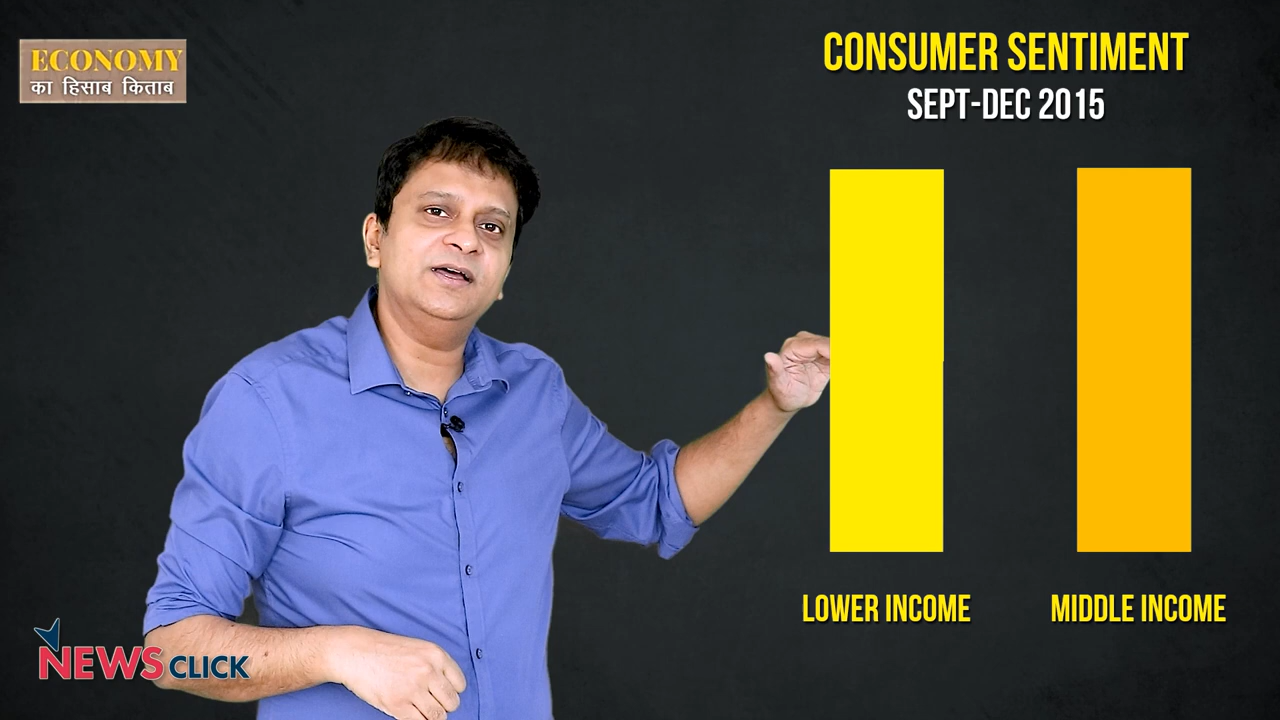 ECONOMY
का हिसाब किताब
CONSUMER SENTIMENT
SEPT-DEC 2015
LOWER INCOME
MIDDLE INCOME
NEWSCLICK